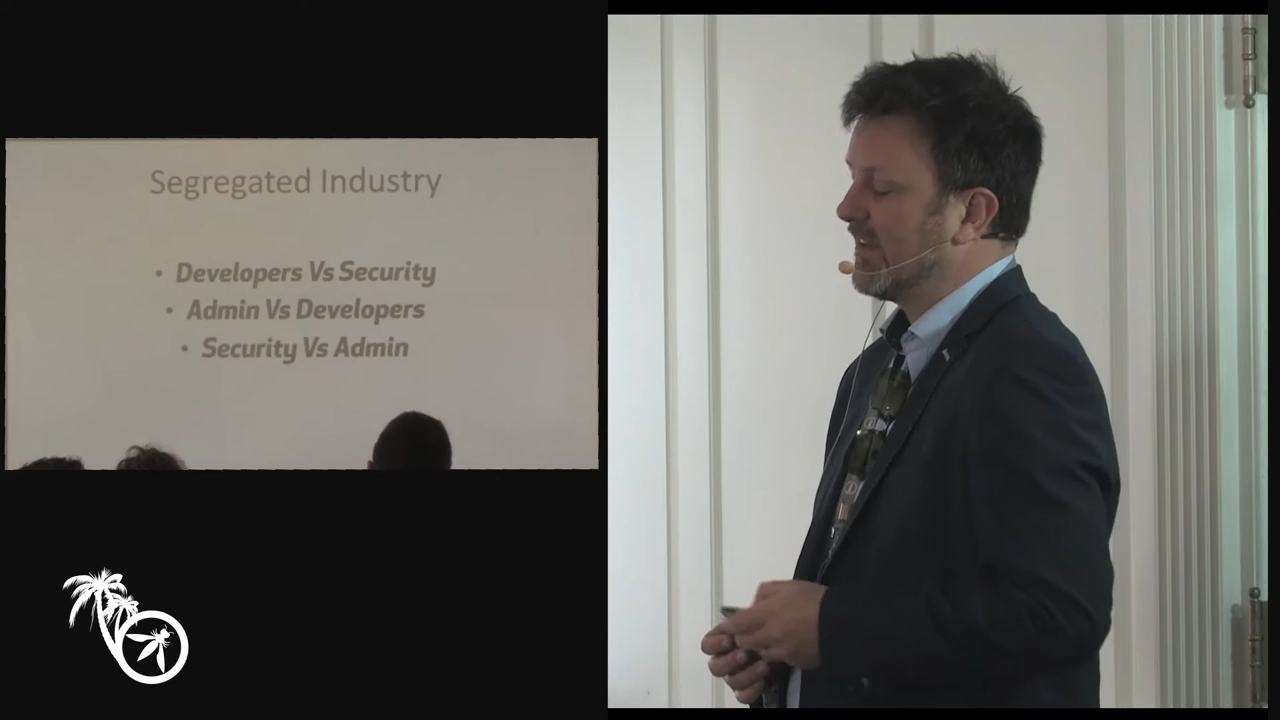 Segregated Industry
• Developers Vs Security
• Admin Vs Developers
• Security Vs Admin